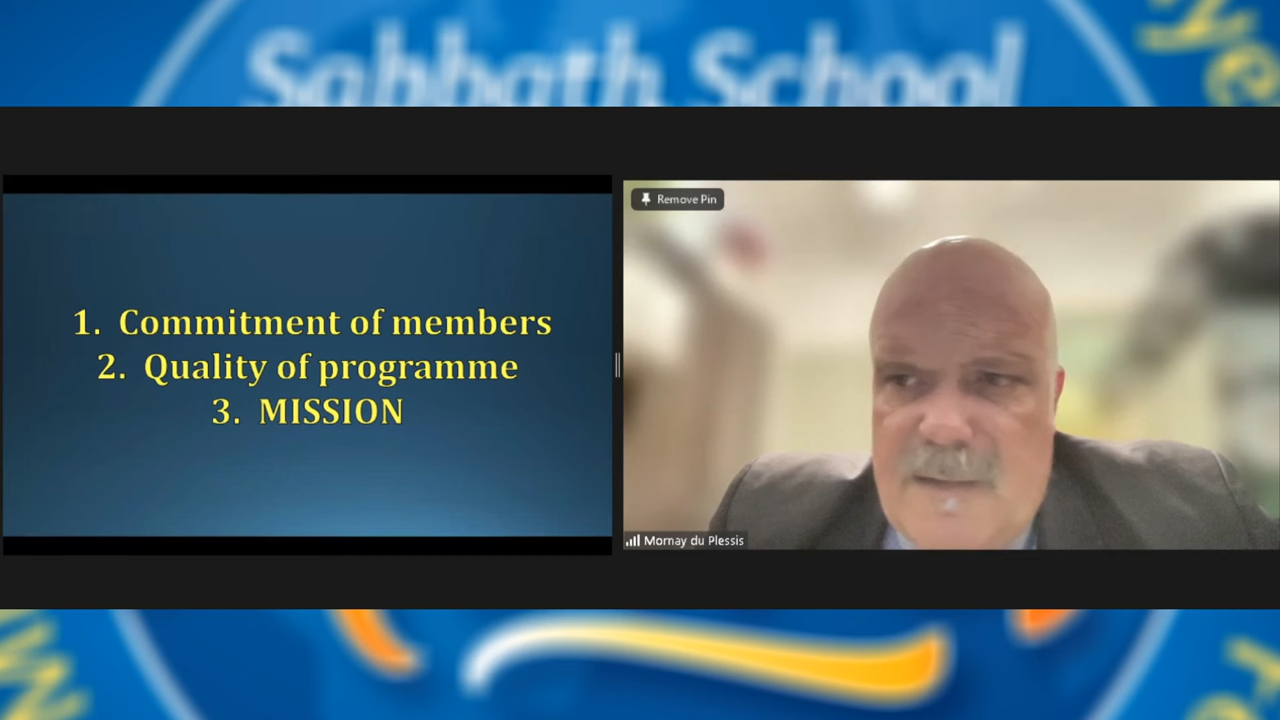 Sabbath School
Remove Pin
1. Commitment of members
2. Quality of programme
3. MISSION
Mornay du Plessis